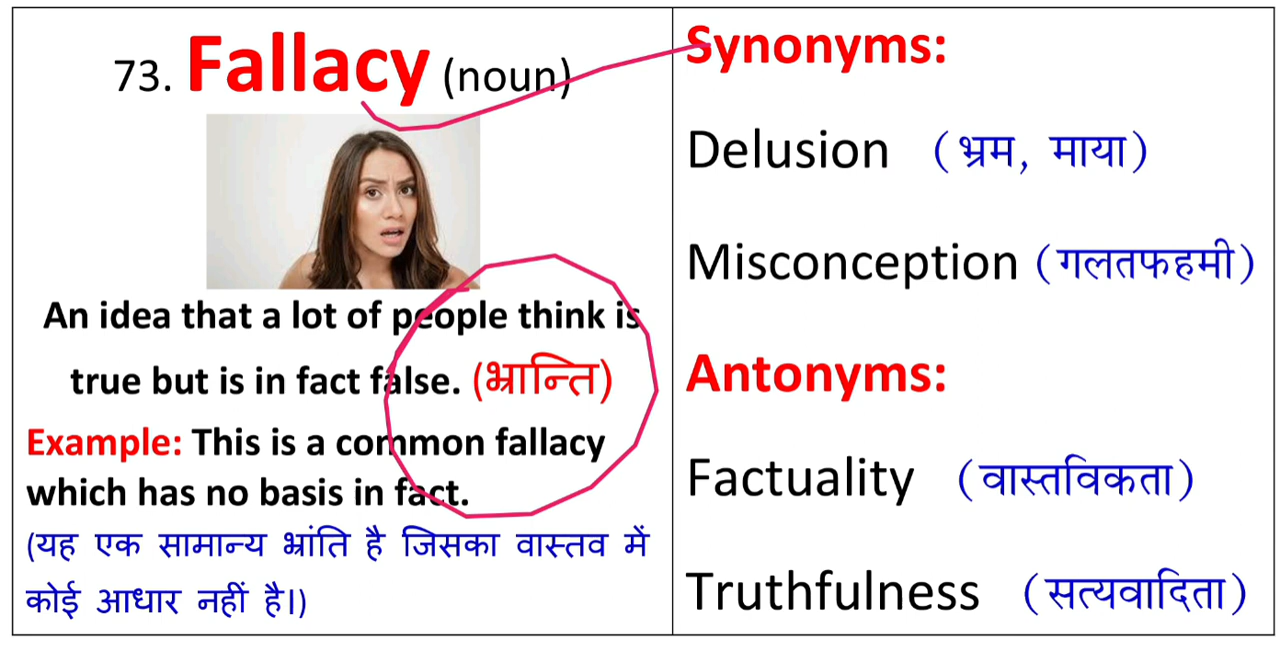 73. Fallacy (noun)
An idea that a lot of people think is
true but is in fact false. (भ्रान्ति)
Example: This is a common fallacy
which has no basis in fact.
(यह एक सामान्य भ्रांति है जिसका वास्तव में
कोई आधार नहीं है।)
Synonyms:
Delusion (भ्रम, माया)
Misconception (गलतफहमी)
Antonyms:
Factuality (वास्तविकता)
Truthfulness (सत्यवादिता)